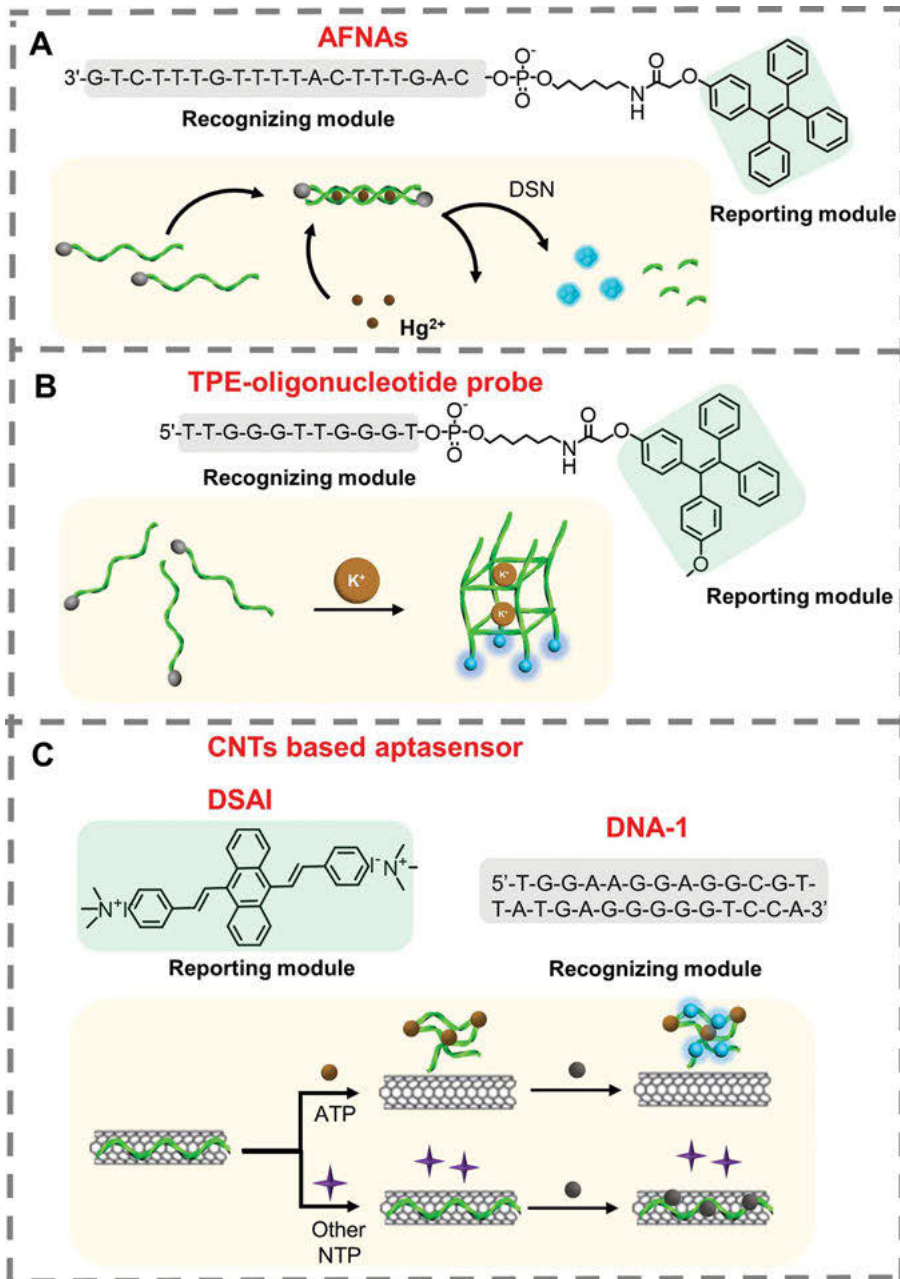 A
AFNAs
3'-G-T-C-T-T-T-G-T-T-T-T-A-C-T-T-T-G-A-C-O-P-O
O-
O
N
H
O
O
Recognizing module
Reporting module
DSN
Hg2+
B
TPE-oligonucleotide probe
5'-T-T-G-G-G-T-T-G-G-G-T-O-P-O
O-
O
N
H
O
O
O
Recognizing module
Reporting module
K+
K+
K+
C
CNTs based aptasensor
DSAI
DNA-1
N+I-
I-N+
5'-T-G-G-A-A-G-G-A-G-G-C-G-T-
T-A-T-G-A-G-G-G-G-G-T-C-C-A-3'
Reporting module
Recognizing module
ATP
Other
NTP